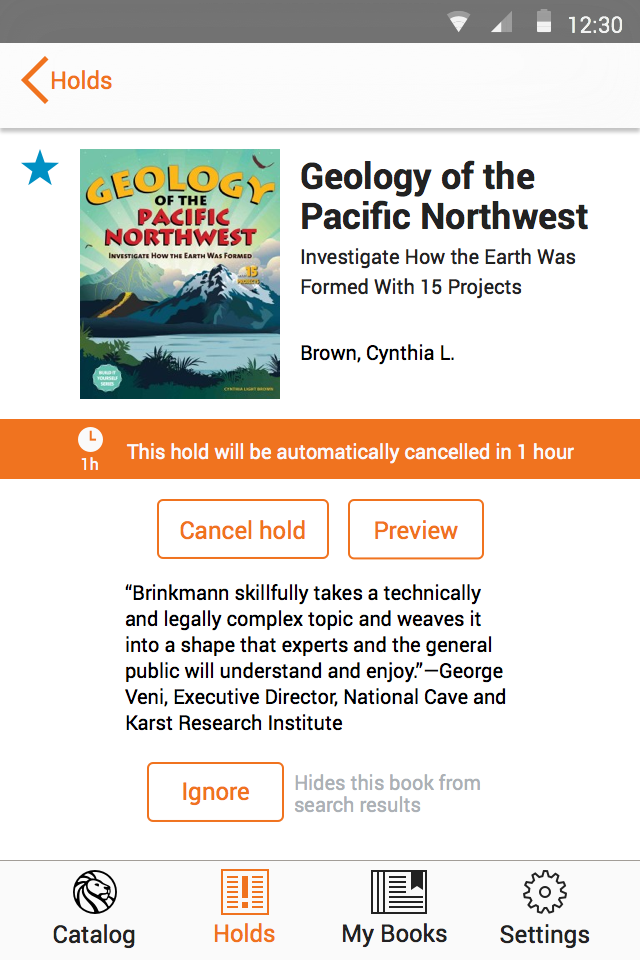 12:30
Holds
GEOLOGY
OF THE
PACIFIC
NORTHWEST
INVESTIGATE HOW THE EARTH WAS FORMED
15
PROJECTS
BUILD IT
YOURSELF
SERIES
CYNTHIA LIGHT BROWN
Geology of the
Pacific Northwest
Investigate How the Earth Was
Formed With 15 Projects
Brown, Cynthia L.
1h
This hold will be automatically cancelled in 1 hour
Cancel hold
Preview
“Brinkmann skillfully takes a technically
and legally complex topic and weaves it
into a shape that experts and the general
public will understand and enjoy.”—George
Veni, Executive Director, National Cave and
Karst Research Institute
Ignore
Hides this book from
search results
Catalog
Holds
My Books
Settings